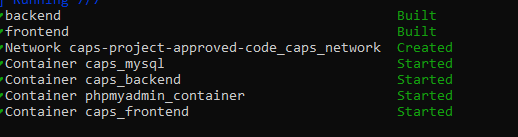 Running 7/7
backend Built
frontend Built
Network caps-project-approved-code_caps_network Created
Container caps_mysql Started
Container caps_backend Started
Container phpmyadmin_container Started
Container caps_frontend Started